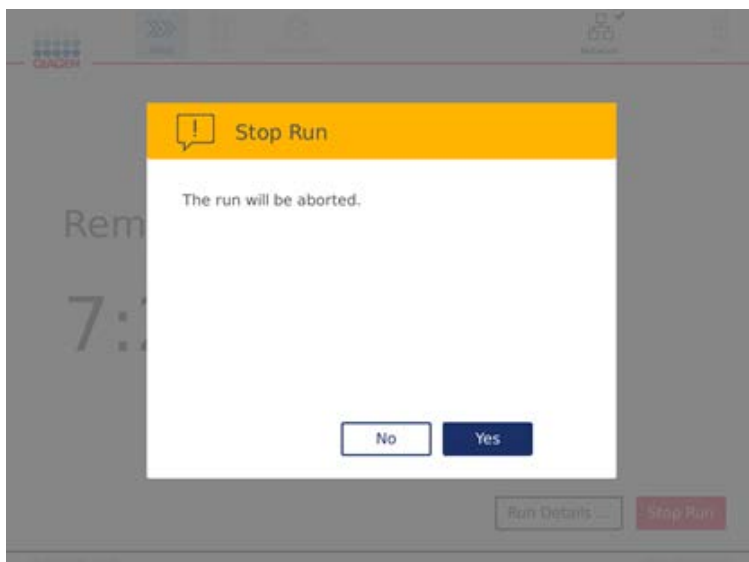 QIAGEN
Stop Run
The run will be aborted.
Rem
7:
No
Yes
Run Details ...
Stop Run